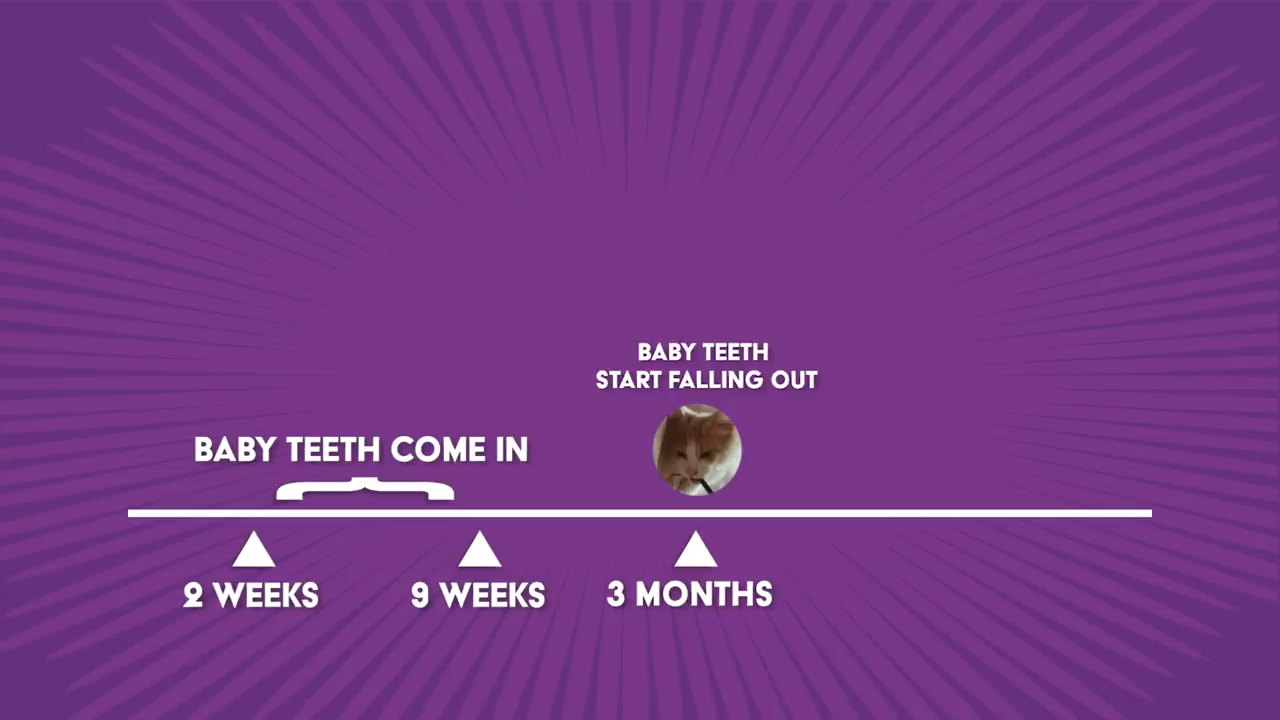 BABY TEETH
START FALLING OUT
BABY TEETH COME IN
2 WEEKS
9 WEEKS
3 MONTHS